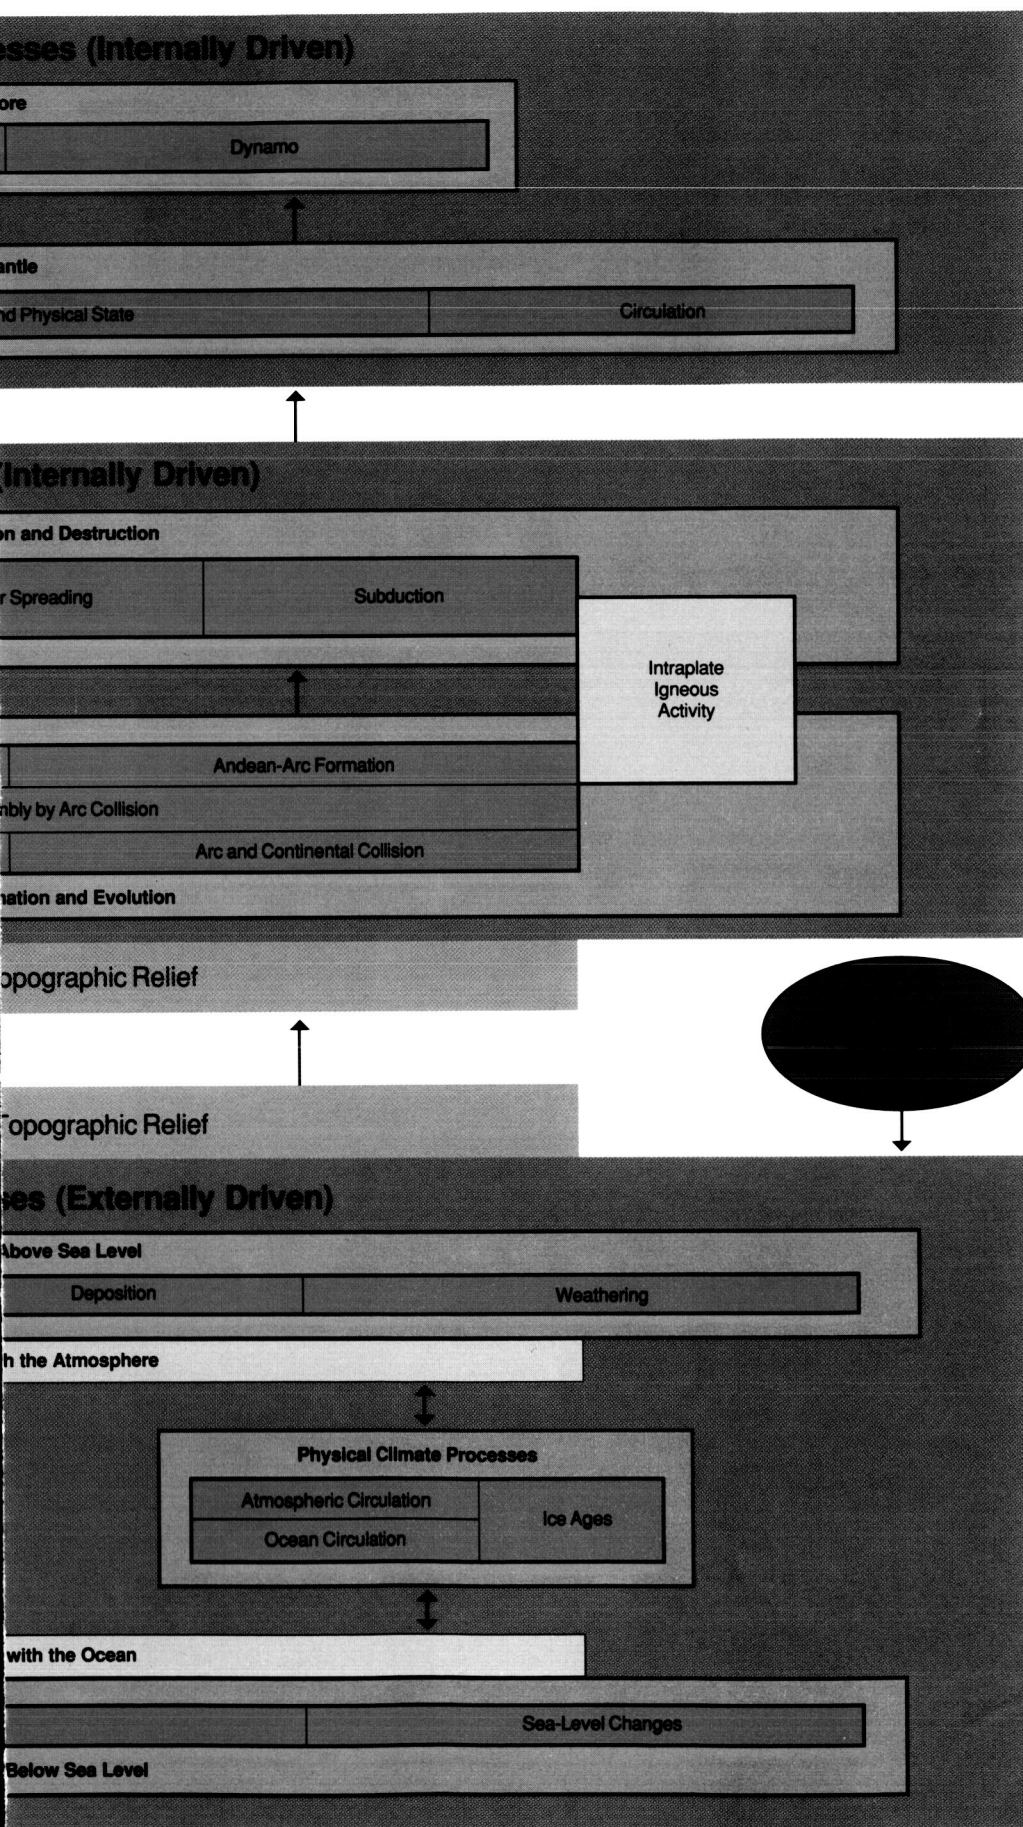 esses (Internally Driven)
ore
Dynamo
antle
nd Physical State
Circulation
(Internally Driven)
on and Destruction
r Spreading
Subduction
Intraplate
Igneous
Activity
Andean-Arc Formation
mbly by Arc Collision
Arc and Continental Collision
nation and Evolution
opographic Relief
Topographic Relief
ses (Externally Driven)
Above Sea Level
Deposition
Weathering
h the Atmosphere
Physical Climate Processes
Atmospheric Circulation
Ice Ages
Ocean Circulation
with the Ocean
Sea-Level Changes
Below Sea Level